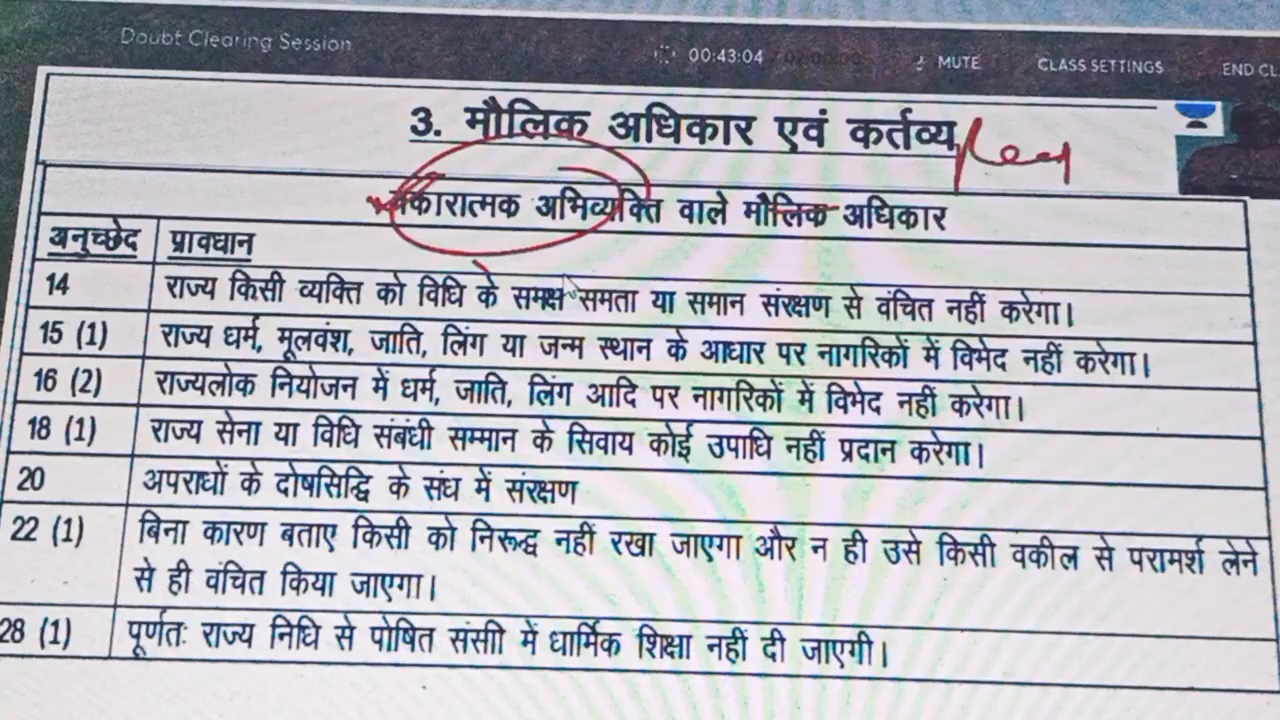 Doubt Clearing Session
00:43:04
MUTE
CLASS SETTINGS
END CL
3. मौलिक अधिकार एवं कर्तव्य
कारात्मक अभिव्यक्ति वाले मौलिक अधिकार
अनुच्छेद प्रावधान
14 राज्य किसी व्यक्ति को विधि के समक्ष समता या समान संरक्षण से वंचित नहीं करेगा।
15 (1) राज्य धर्म, मूलवंश, जाति, लिंग या जन्म स्थान के आधार पर नागरिकों में विभेद नहीं करेगा।
16 (2) राज्यलोक नियोजन में धर्म, जाति, लिंग आदि पर नागरिकों में विभेद नहीं करेगा।
18 (1) राज्य सेना या विधि संबंधी सम्मान के सिवाय कोई उपाधि नहीं प्रदान करेगा।
20 अपराधों के दोषसिद्धि के संध में संरक्षण
22 (1) बिना कारण बताए किसी को निरूद्ध नहीं रखा जाएगा और न ही उसे किसी वकील से परामर्श लेने
से ही वंचित किया जाएगा।
28 (1) पूर्णतः राज्य निधि से पोषित संसाी में धार्मिक शिक्षा नहीं दी जाएगी।